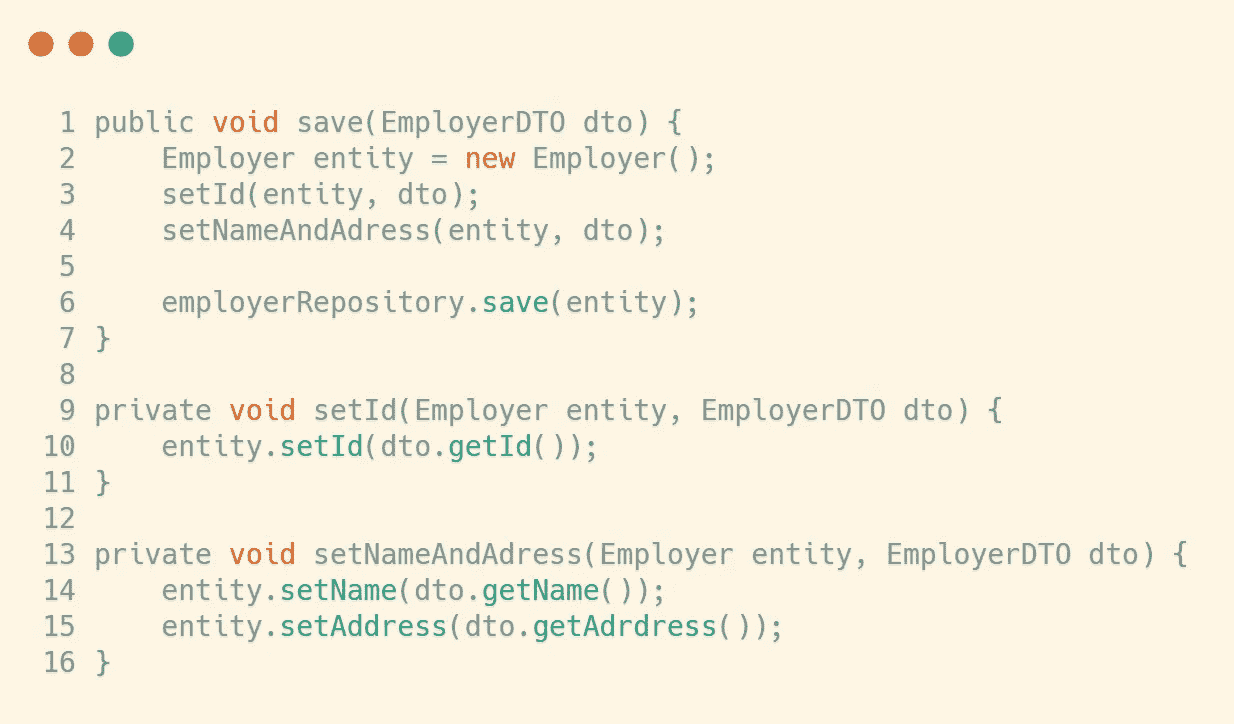 1 public void save(EmployerDTO dto) {
2     Employer entity = new Employer();
3     setId(entity, dto);
4     setNameAndAdress(entity, dto);
5
6     employerRepository.save(entity);
7 }
8
9 private void setId(Employer entity, EmployerDTO dto) {
10     entity.setId(dto.getId());
11 }
12
13 private void setNameAndAdress(Employer entity, EmployerDTO dto) {
14     entity.setName(dto.getName());
15     entity.setAddress(dto.getAdrdress());
16 }